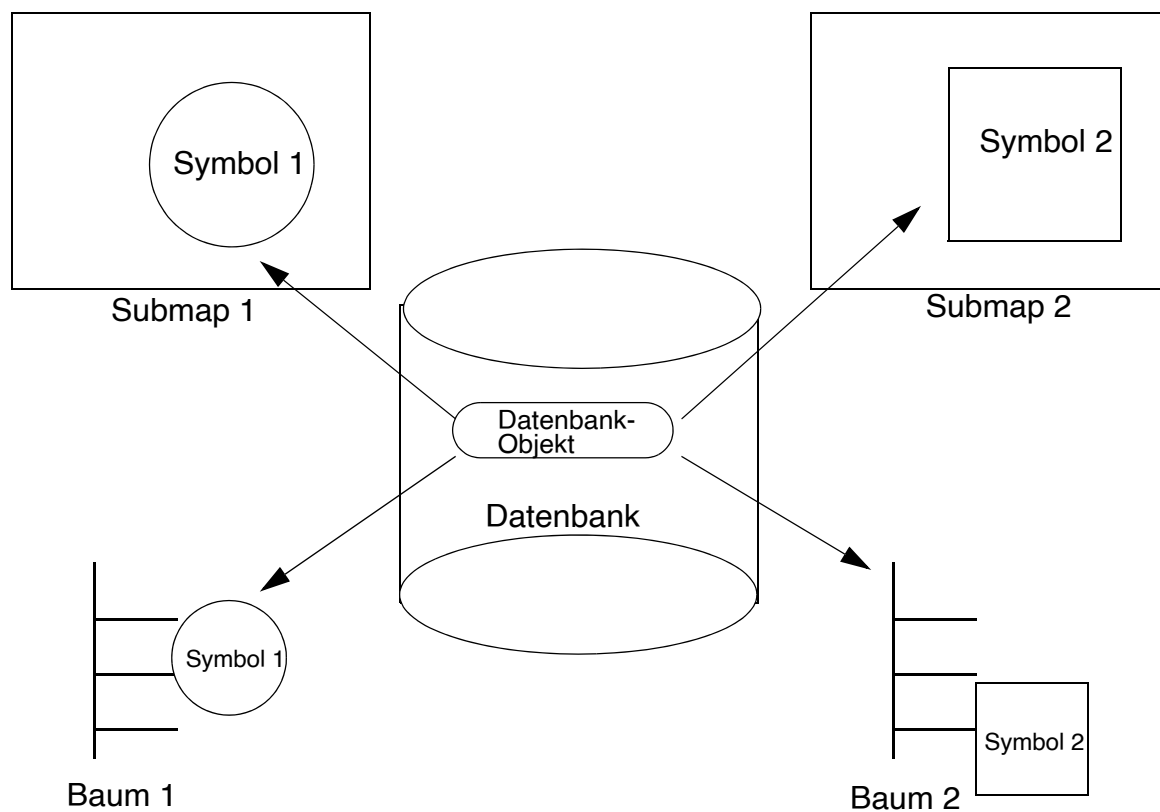 Symbol 1
Symbol 2
Submap 1
Submap 2
Datenbank-
Objekt
Datenbank
Symbol 1
Symbol 2
Baum 1
Baum 2